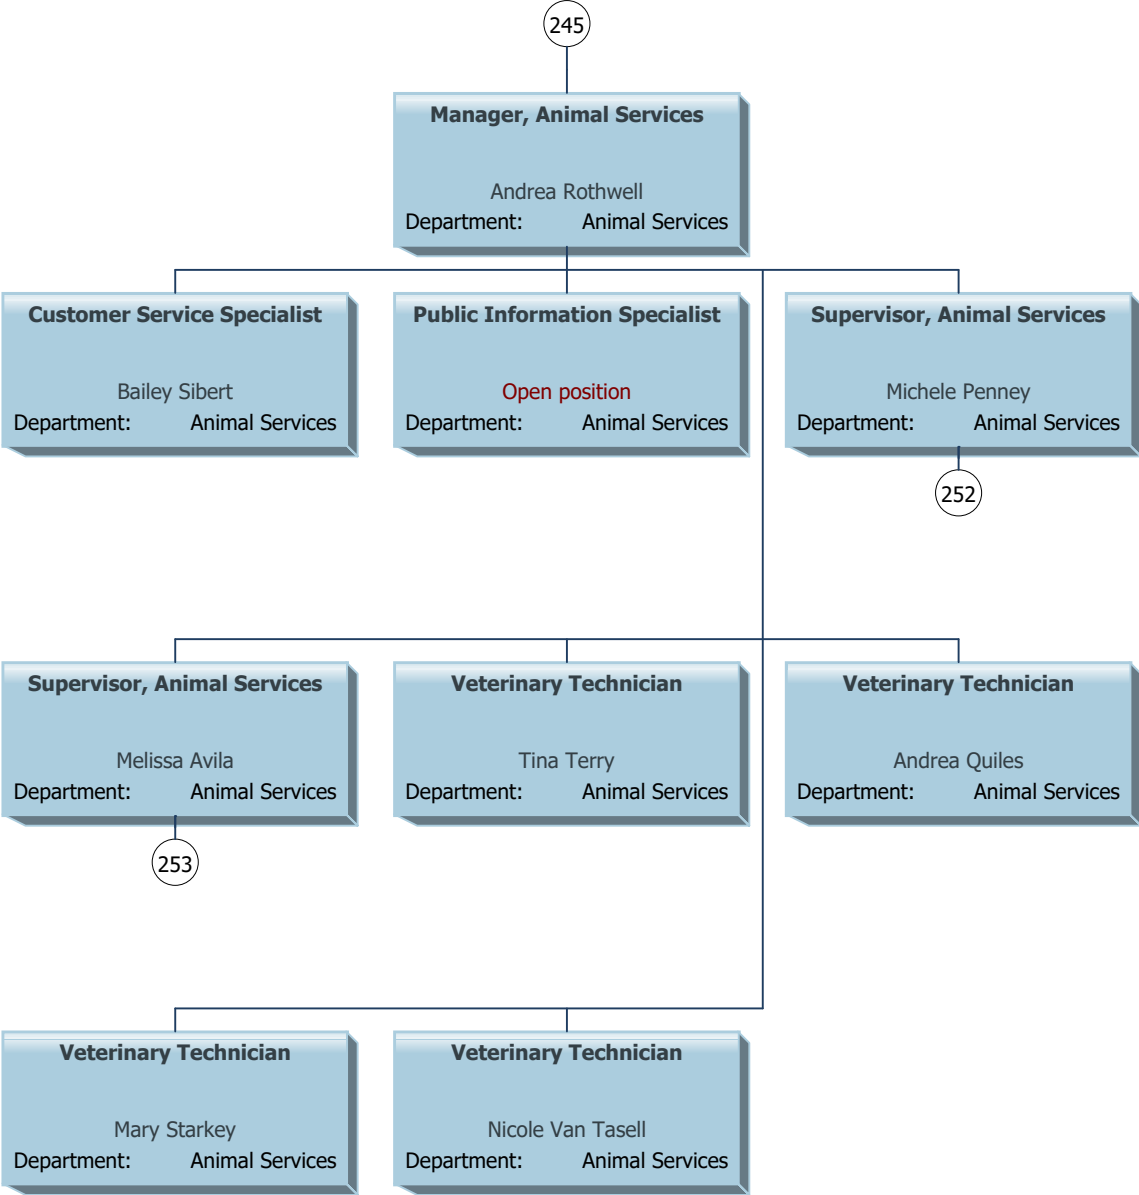 245
Manager, Animal Services
Andrea Rothwell
Department: Animal Services
Customer Service Specialist
Bailey Sibert
Department: Animal Services
Public Information Specialist
Open position
Department: Animal Services
Supervisor, Animal Services
Michele Penney
Department: Animal Services
252
Supervisor, Animal Services
Melissa Avila
Department: Animal Services
253
Veterinary Technician
Tina Terry
Department: Animal Services
Veterinary Technician
Andrea Quiles
Department: Animal Services
Veterinary Technician
Mary Starkey
Department: Animal Services
Veterinary Technician
Nicole Van Tasell
Department: Animal Services